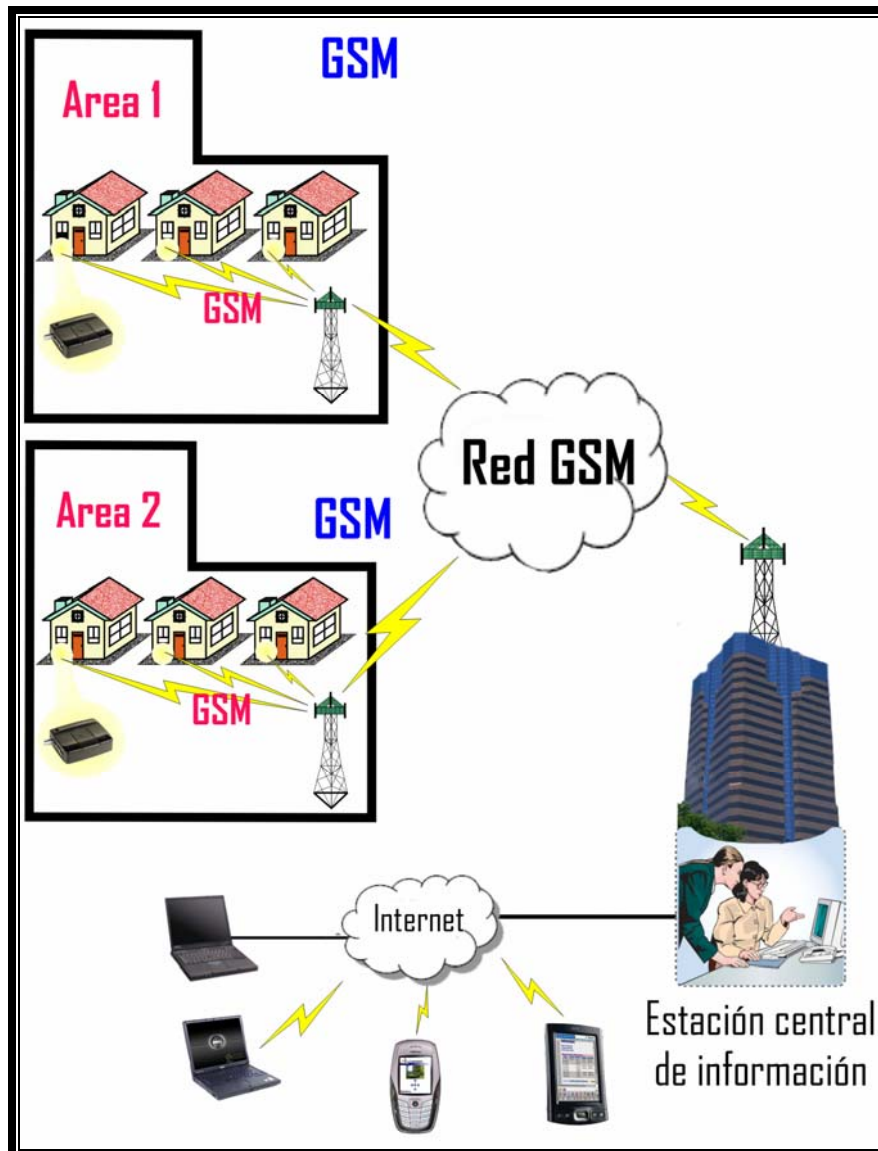 GSM
Area 1
GSM
Red GSM
Area 2
GSM
GSM
Internet
Estación central
de información